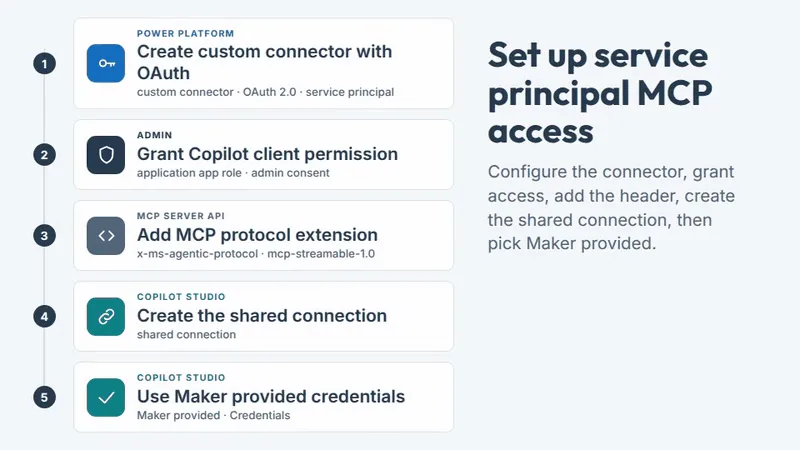 1
POWER PLATFORM
Create custom connector with
OAuth
custom connector · OAuth 2.0 · service principal
2
ADMIN
Grant Copilot client permission
application app role · admin consent
3
MCP SERVER API
Add MCP protocol extension
x-ms-agentic-protocol · mcp-streamable-1.0
4
COPILOT STUDIO
Create the shared connection
shared connection
5
COPILOT STUDIO
Use Maker provided credentials
Maker provided · Credentials
Set up service
principal MCP
access
Configure the connector, grant
access, add the header, create
the shared connection, then
pick Maker provided.